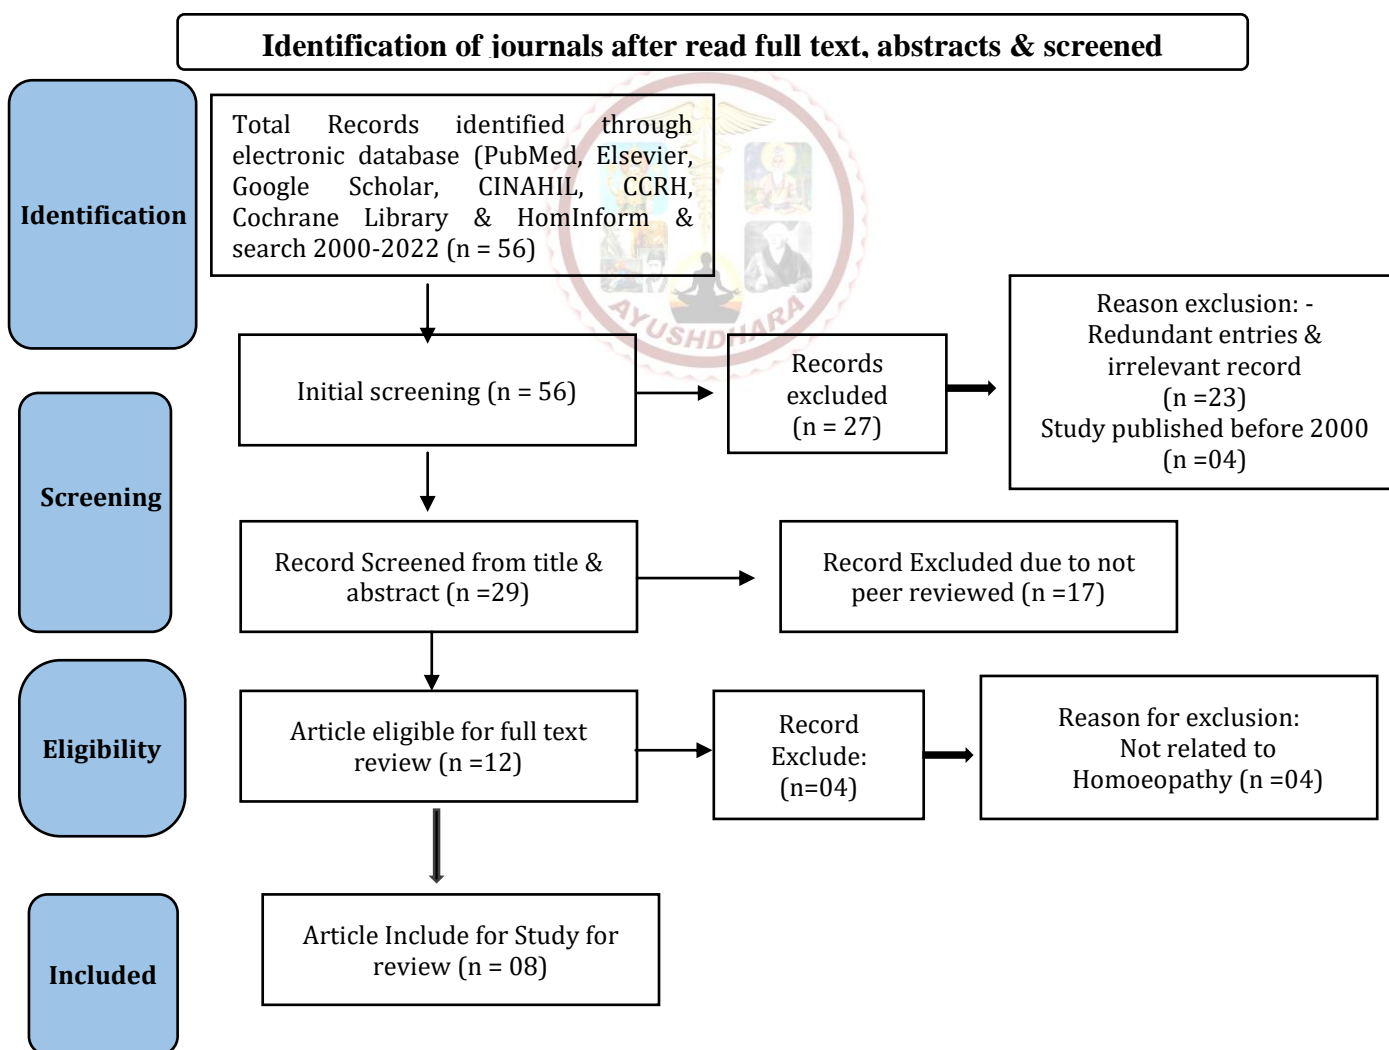 Identification of journals after read full text, abstracts & screened
Identification
Total Records identified through
electronic database (PubMed, Elsevier,
Google Scholar, CINAHIL, CCRH,
Cochrane Library & HomInform &
search 2000-2022 (n = 56)
AYUSHDHARA
Initial screening (n = 56)
Records
excluded
(n = 27)
Reason exclusion: -
Redundant entries &
irrelevant record
(n =23)
Study published before 2000
(n =04)
Screening
Record Screened from title &
abstract (n =29)
Record Excluded due to not
peer reviewed (n =17)
Eligibility
Article eligible for full text
review (n =12)
Record
Exclude:
(n=04)
Reason for exclusion:
Not related to
Homoeopathy (n =04)
Included
Article Include for Study for
review (n = 08)